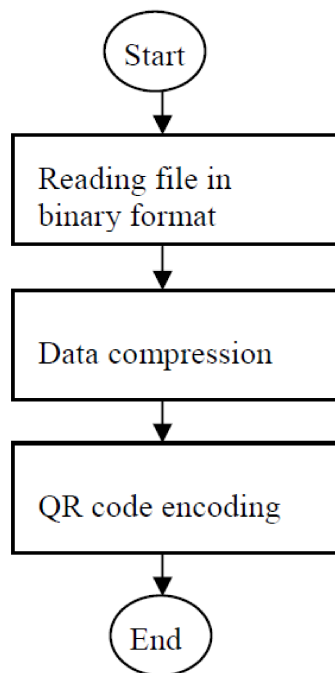 Start
Reading file in
binary format
Data compression
QR code encoding
End